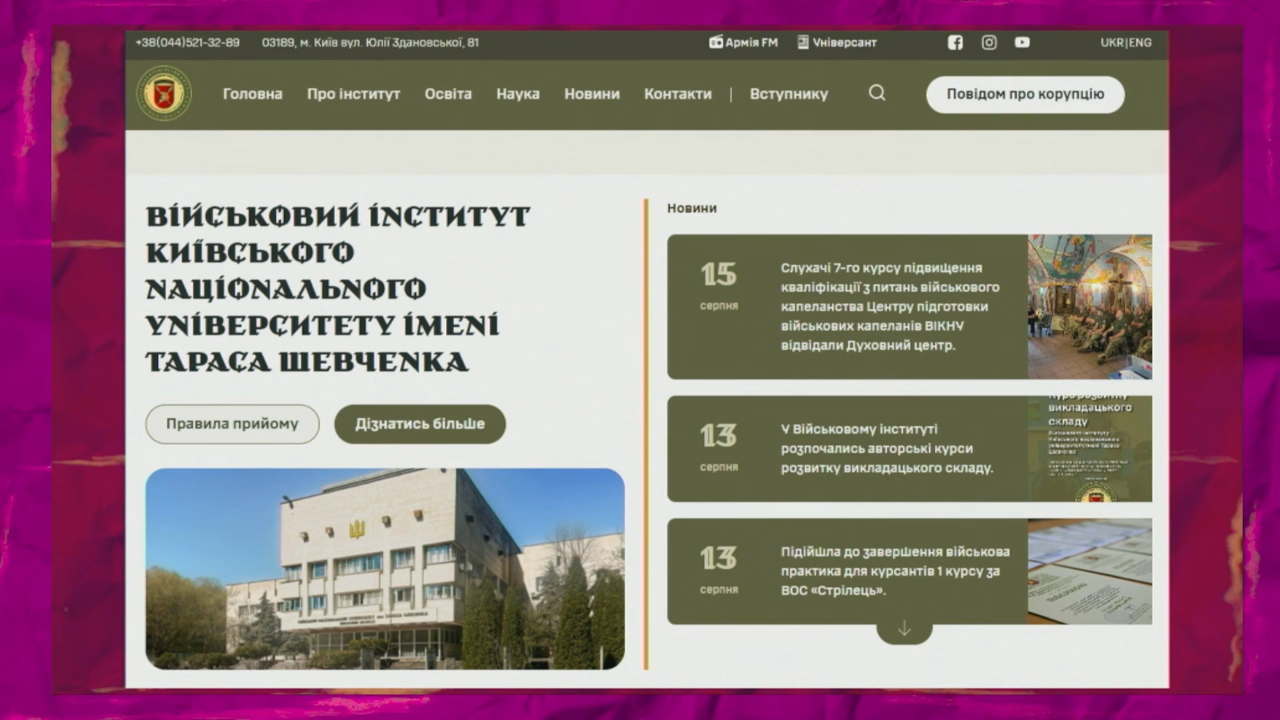 +38(044)521-32-89
03189, м. Київ вул. Юлії Здановської, 81
Армія FM
Універсант
UKR|ENG
Головна
Про інститут
Освіта
Наука
Новини
Контакти
|
Вступнику
Повідом про корупцію
ВІЙСЬКОВИЙ ІНСТИТУТ
КИЇВСЬКОГО
НАЦІОНАЛЬНОГО
УНІВЕРСИТЕТУ ІМЕНІ
ТАРАСА ШЕВЧЕНКА
Правила прийому
Дізнатись більше
Новини
15
серпня
Слухачі 7-го курсу підвищення
кваліфікації з питань військового
капеланства Центру підготовки
військових капеланів ВІКНУ
відвідали Духовний центр.
13
серпня
У Військовому інституті
розпочались авторські курси
розвитку викладацького складу.
викладацького
складу
13
серпня
Підійшла до завершення військова
практика для курсантів 1 курсу за
ВОС «Стрілець».